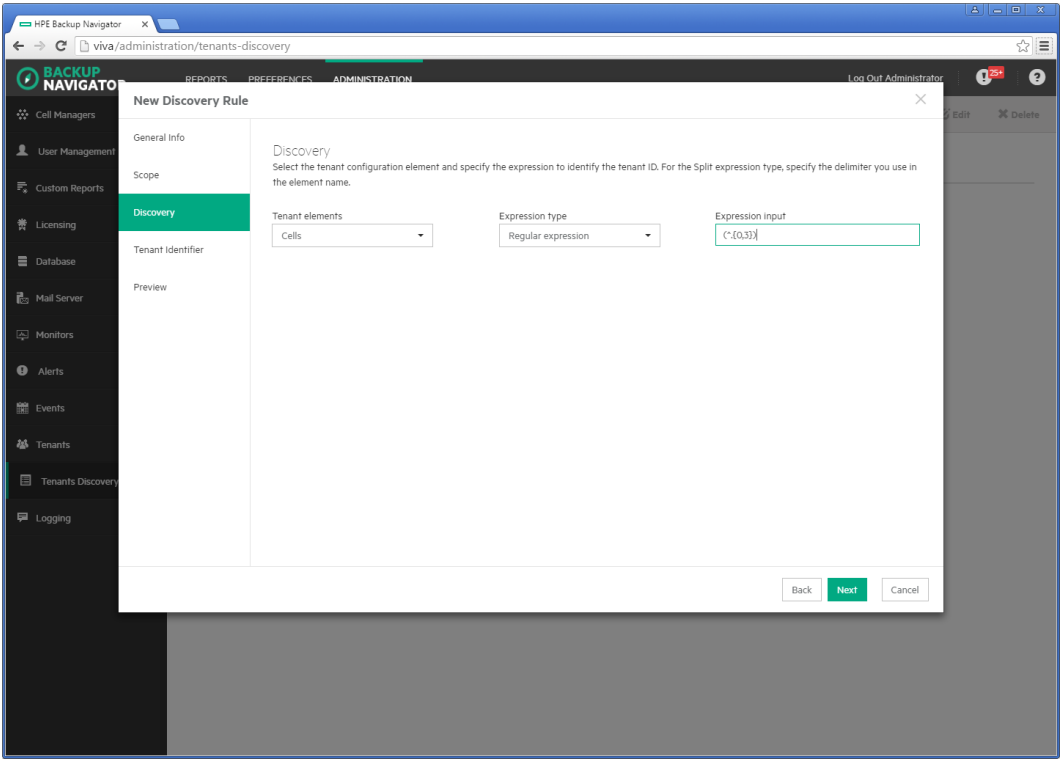 HPE Backup Navigator
viva/administration/tenants-discovery
BACKUP
NAVIGATOR
REPORTS PREFERENCES ADMINISTRATION
Log Out Administrator
25+
?
New Discovery Rule
Edit
Delete
Cell Managers
User Management
Custom Reports
Licensing
Database
Mail Server
Monitors
Alerts
Events
Tenants
Tenants Discovery
Logging
General Info
Scope
Discovery
Tenant Identifier
Preview
Discovery
Select the tenant configuration element and specify the expression to identify the tenant ID. For the Split expression type, specify the delimiter you use in
the element name.
Tenant elements Expression type Expression input
Cells Regular expression (^.{0,3})
Back Next Cancel